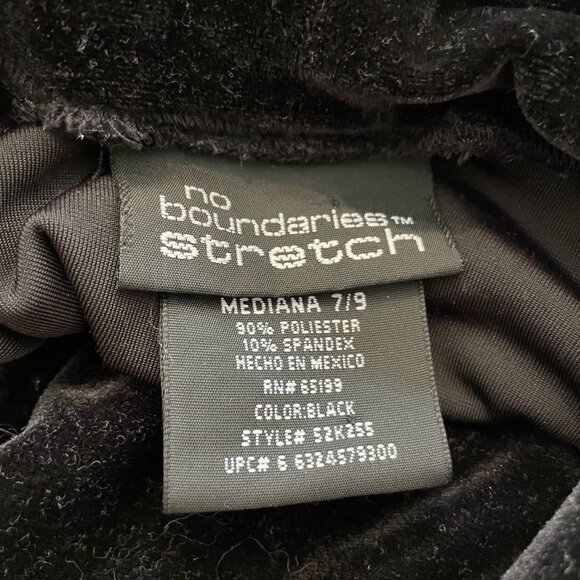 no
boundaries™
stretch
MEDIANA 7/9
90% POLIESTER
10% SPANDEX
HECHO EN MEXICO
RN# 65199
COLOR:BLACK
STYLE# 52K255
UPC# 6 6324579300